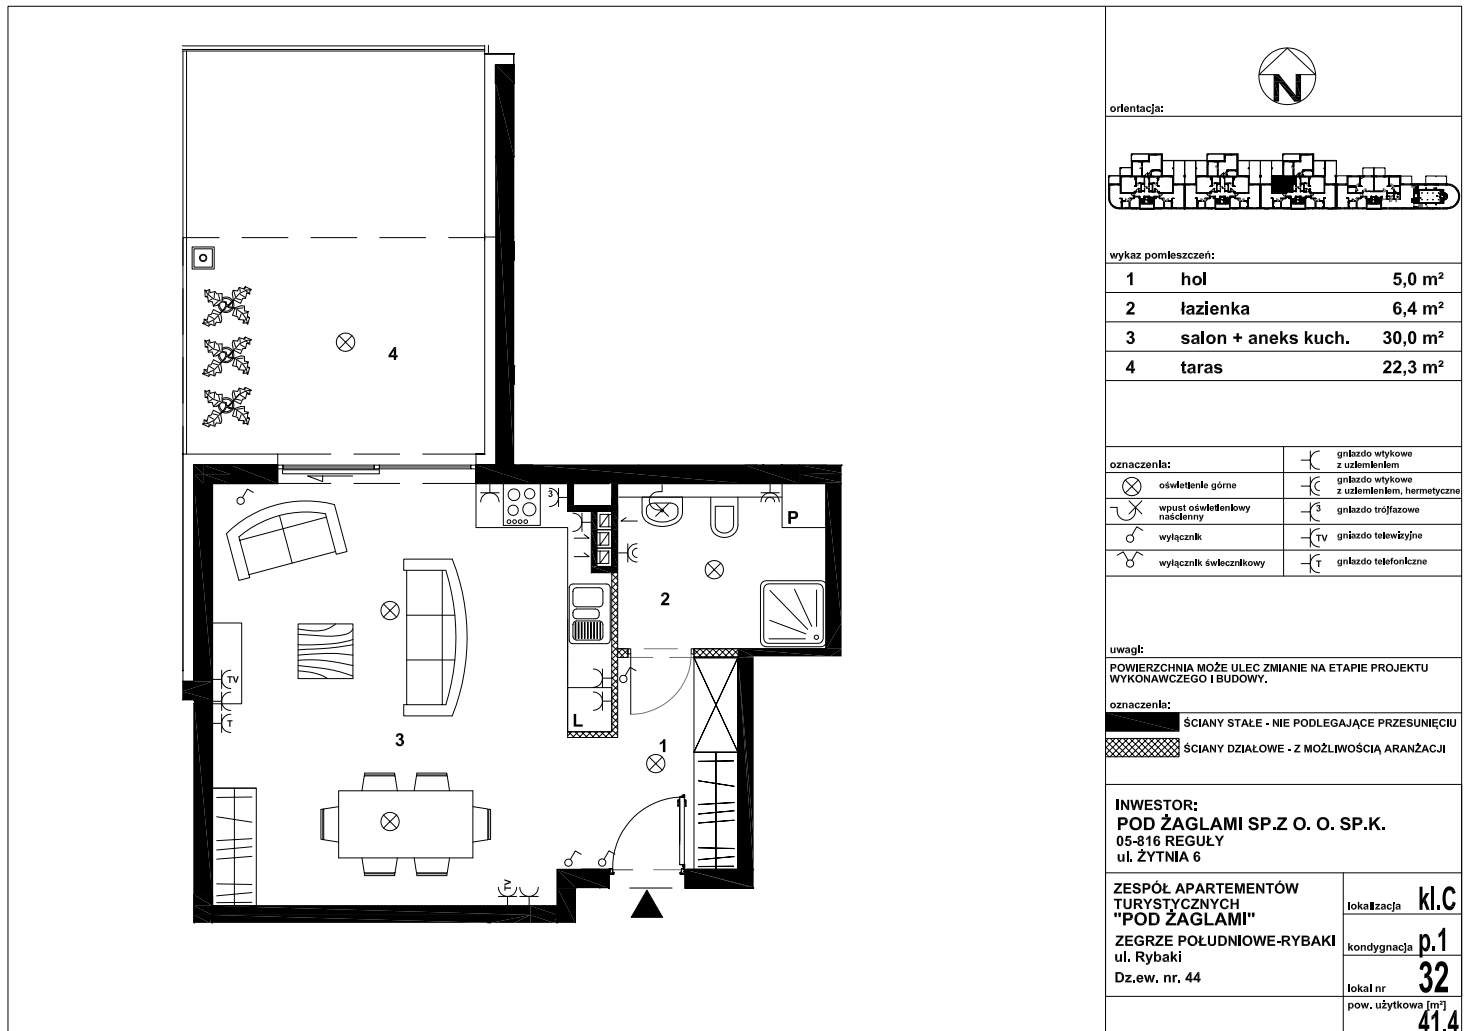 N
orientacja:
wykaz pomieszczeń:
1 hol 5,0 m²
2 łazienka 6,4 m²
3 salon + aneks kuch. 30,0 m²
4 taras 22,3 m²
oznaczenia:
gniazdo wtykowe
z uziemieniem
oświetlenie górne
gniazdo wtykowe
z uziemieniem, hermetyczne
wpust oświetleniowy
naścienny
3 gniazdo trójfazowe
wyłącznik
TV gniazdo telewizyjne
wyłącznik świecznikowy
T gniazdo telefoniczne
uwagi:
POWIERZCHNIA MOŻE ULEC ZMIANIE NA ETAPIE PROJEKTU
WYKONAWCZEGO I BUDOWY.
oznaczenia:
ŚCIANY STAŁE - NIE PODLEGAJĄCE PRZESUNIĘCIU
ŚCIANY DZIAŁOWE - Z MOŻLIWOŚCIĄ ARANŻACJI
INWESTOR:
POD ŻAGLAMI SP.Z O. O. SP.K.
05-816 REGUŁY
ul. ŻYTNIA 6
ZESPÓŁ APARTEMENTÓW
TURYSTYCZNYCH
"POD ŻAGLAMI"
ZEGRZE POŁUDNIOWE-RYBAKI
ul. Rybaki
Dz.ew. nr. 44
lokalizacja kl.C
kondygnacja p.1
lokal nr 32
pow. użytkowa [m²]
41,4
4
3
P
2
TV
T
L
3
1
TV